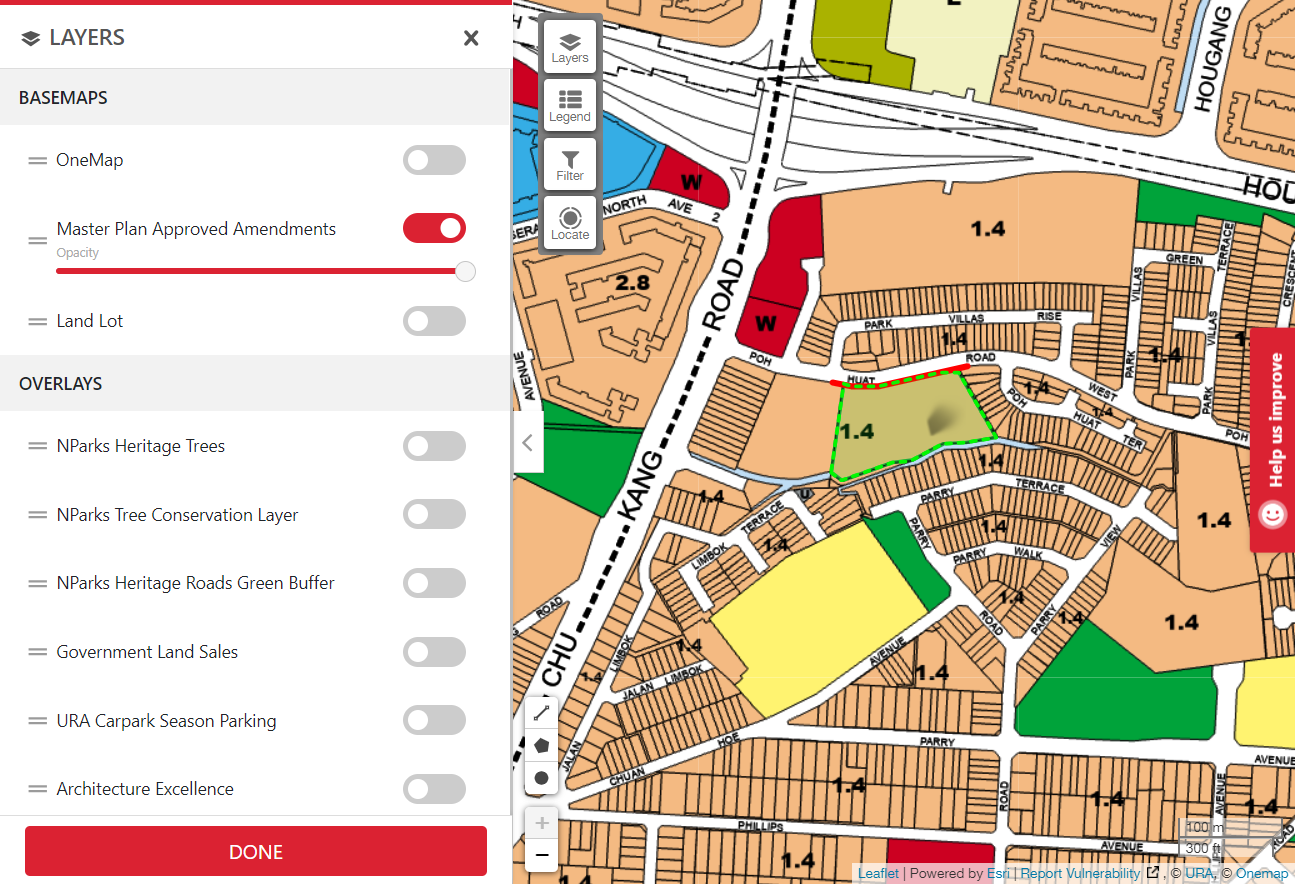 LAYERS
BASEMAPS
OneMap
Master Plan Approved Amendments
Opacity
Land Lot
OVERLAYS
NParks Heritage Trees
NParks Tree Conservation Layer
NParks Heritage Roads Green Buffer
Government Land Sales
URA Carpark Season Parking
Architecture Excellence
DONE
Layers
Legend
Filter
Locate
HOUGANG
HOU
W
NORTH
AVE
2
1.4
2.8
ROAD
W
PARK
VILLAS
RISE
1.4
GREEN
TERRACE
VILLAS
VILLAS
CRESCENT
PARK
PARK
1.4
POH
HUAT
ROAD
1.4
POH
HUAT
TER
WEST
1.4
1.4
POH
AVENUE
KANG
CHU
1.4
U
1.4
PARRY
TERRACE
1.4
1.4
TERRACE
LIMBOK
1.4
PARRY
PARRY
WALK
VIEW
1.4
PARRY
1.4
1.4
ROAD
ROAD
LIMBOK
1.4
1.4
JALAN
LIMBOK
AVENUE
1.4
JALAN
CHUAN
HOE
PARRY
AVENUE
1.4
ROAD
1.4
AVENUE
1.4
PHILLIPS
AVENUE
1.4
1.4
ROAD
Help us improve
100 m
300 ft
+
−
Leaflet | Powered by Esri | Report Vulnerability , © URA, © Onemap